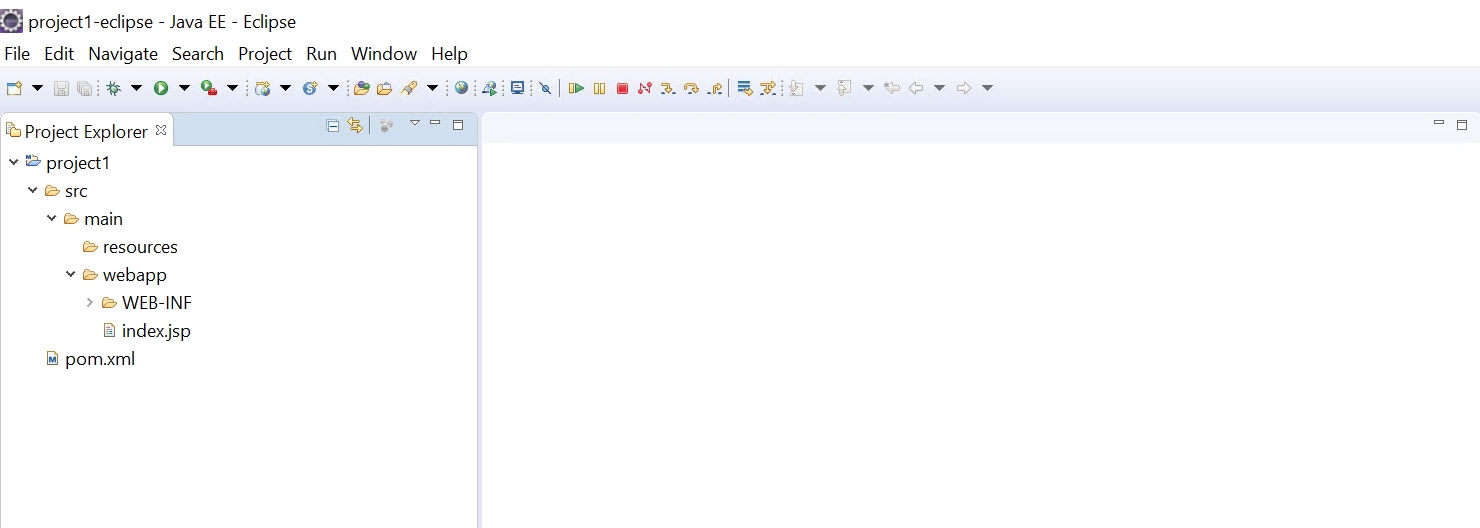 project1-eclipse - Java EE - Eclipse
File Edit Navigate Search Project Run Window Help
Project Explorer
project1
src
main
resources
webapp
WEB-INF
index.jsp
pom.xml